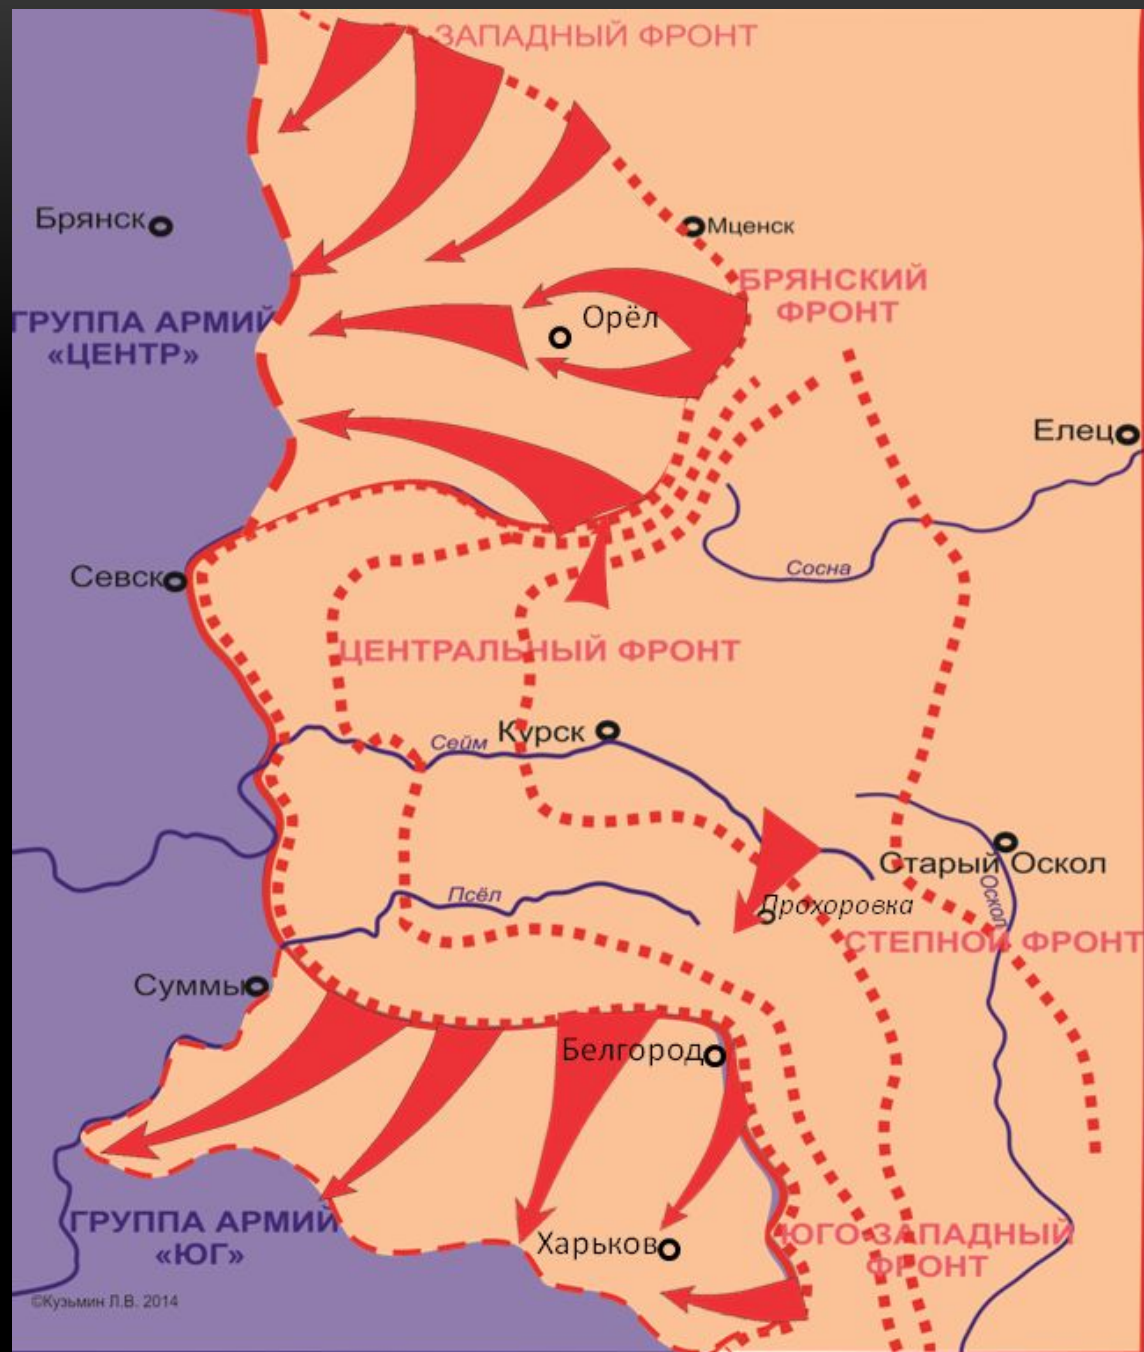 ЗАПАДНЫЙ ФРОНТ
Брянск
Мценск
БРЯНСКИЙ
ФРОНТ
ГРУППА АРМИЙ
«ЦЕНТР»
Орёл
Елец
Сосна
Севск
ЦЕНТРАЛЬНЫЙ ФРОНТ
Сейм
Курск
Старый Оскол
Оскол
Псёл
Прохоровка
СТЕПНОЙ ФРОНТ
Суммы
Белгород
ГРУППА АРМИЙ
«ЮГ»
Харьков
ЮГО-ЗАПАДНЫЙ
ФРОНТ
©Кузьмин Л.В. 2014